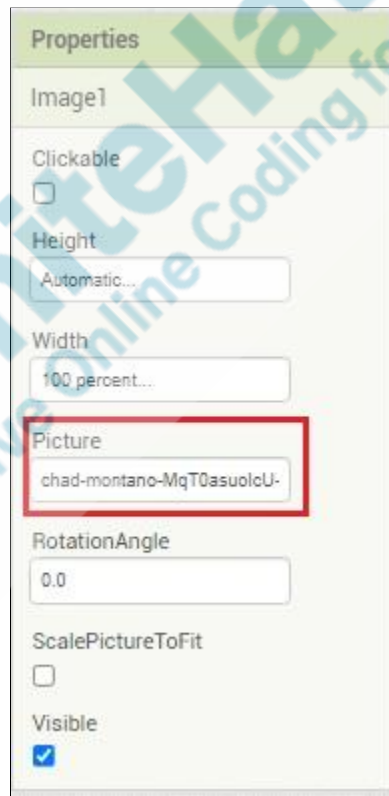 Properties
Image1
Clickable
Height
Automatic...
Width
100 percent...
Picture
chad-montano-MqT0asuoIcU-
RotationAngle
0.0
ScalePictureToFit
Visible